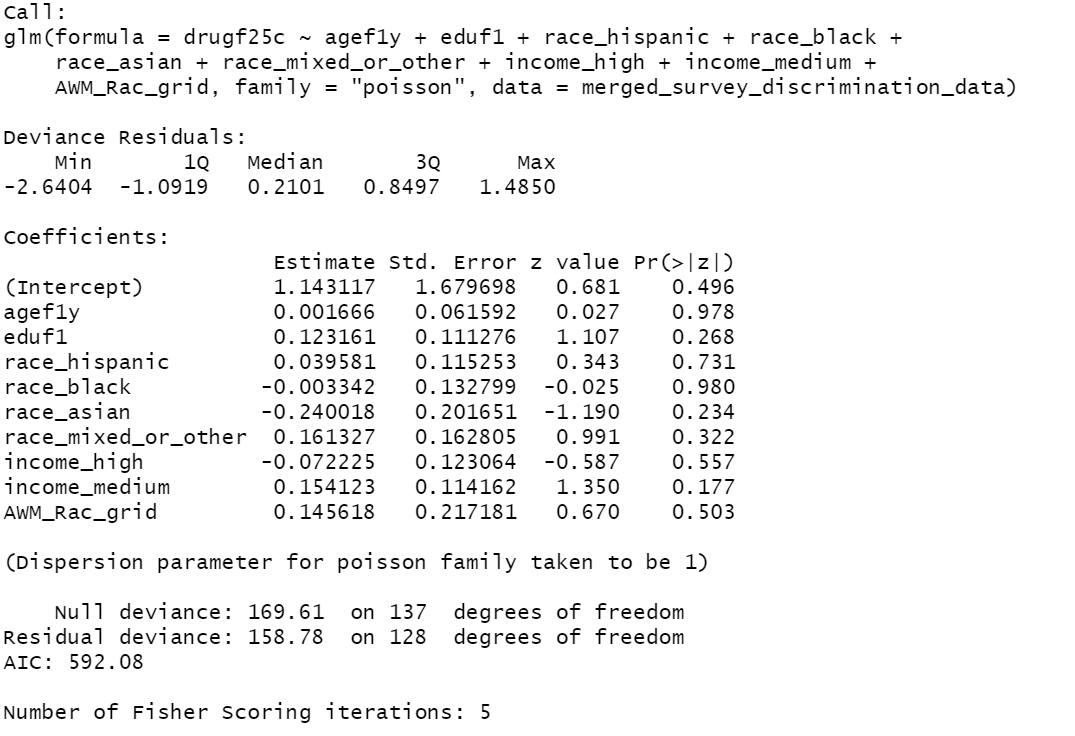 Call:
glm(formula = drugf25c ~ agef1y + eduf1 + race_hispanic + race_black +
    race_asian + race_mixed_or_other + income_high + income_medium +
    AWM_Rac_grid, family = "poisson", data = merged_survey_discrimination_data)
Deviance Residuals:
    Min       1Q   Median       3Q      Max
-2.6404  -1.0919   0.2101   0.8497   1.4850
Coefficients:
                     Estimate Std. Error z value Pr(>|z|)
(Intercept)          1.143117   1.679698   0.681    0.496
agef1y               0.001666   0.061592   0.027    0.978
eduf1                0.123161   0.111276   1.107    0.268
race_hispanic        0.039581   0.115253   0.343    0.731
race_black          -0.003342   0.132799  -0.025    0.980
race_asian          -0.240018   0.201651  -1.190    0.234
race_mixed_or_other  0.161327   0.162805   0.991    0.322
income_high         -0.072225   0.123064  -0.587    0.557
income_medium        0.154123   0.114162   1.350    0.177
AWM_Rac_grid         0.145618   0.217181   0.670    0.503
(Dispersion parameter for poisson family taken to be 1)
    Null deviance: 169.61  on 137  degrees of freedom
Residual deviance: 158.78  on 128  degrees of freedom
AIC: 592.08
Number of Fisher Scoring iterations: 5